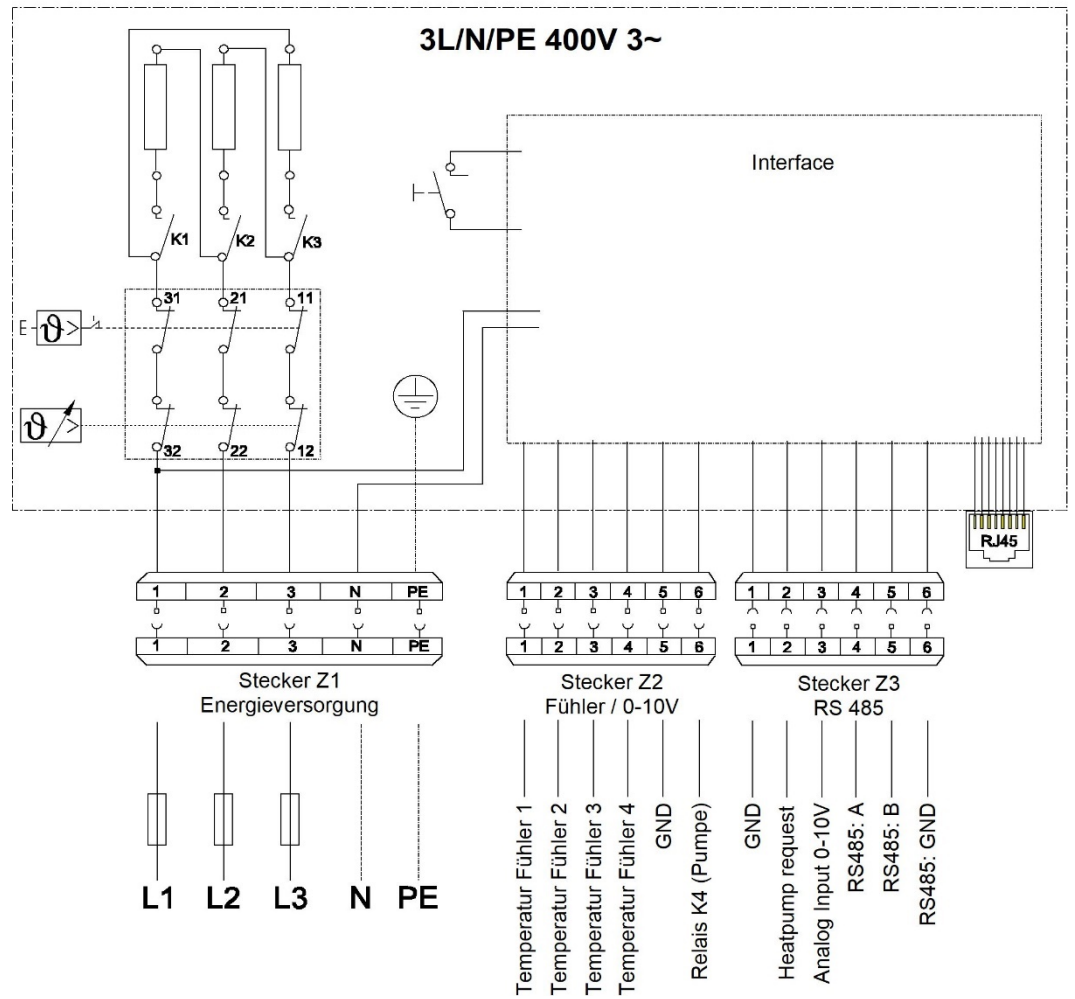 3L/N/PE 400V 3~
Interface
K1 K2 K3
31 21 11
E ϑ >
ϑ >
32 22 12
RJ45
1 2 3 N PE
1 2 3 N PE
Stecker Z1
Energieversorgung
L1 L2 L3 N PE
1 2 3 4 5 6
1 2 3 4 5 6
Stecker Z2
Fühler / 0-10V
Temperatur Fühler 1
Temperatur Fühler 2
Temperatur Fühler 3
Temperatur Fühler 4
GND
Relais K4 (Pumpe)
1 2 3 4 5 6
1 2 3 4 5 6
Stecker Z3
RS 485
GND
Heatpump request
Analog Input 0-10V
RS485: A
RS485: B
RS485: GND